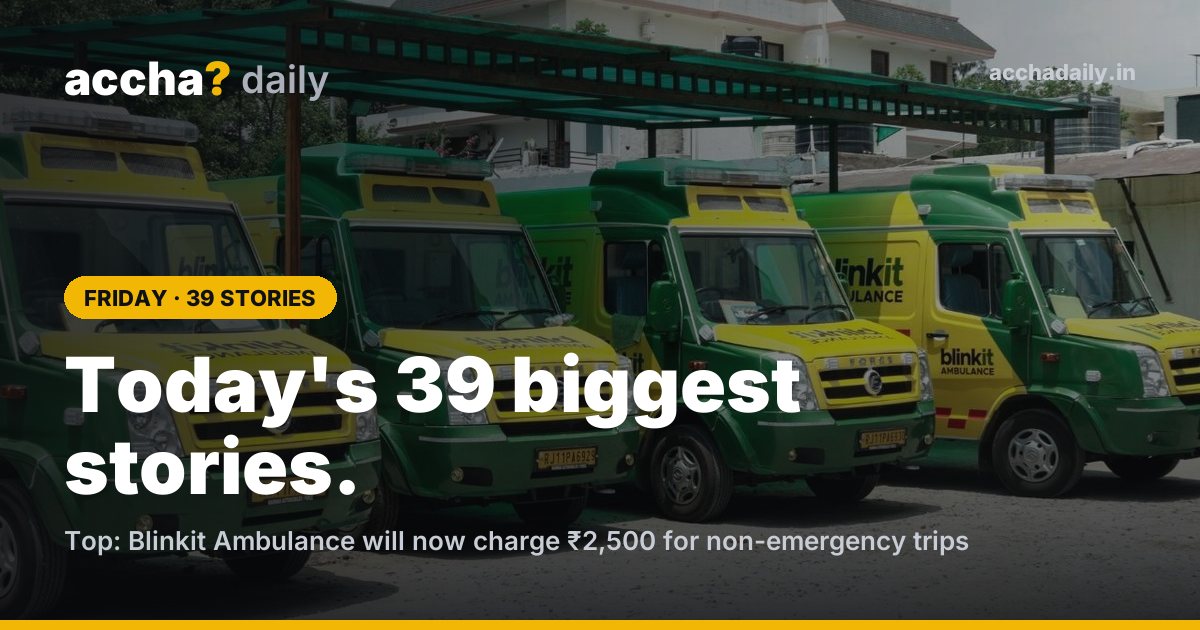 accha? daily
acchadaily.in
FRIDAY · 39 STORIES
Today's 39 biggest
stories.
Top: Blinkit Ambulance will now charge ₹2,500 for non-emergency trips
blinkit
AMBULANCE
blinkit
AMBULANCE
FORCE